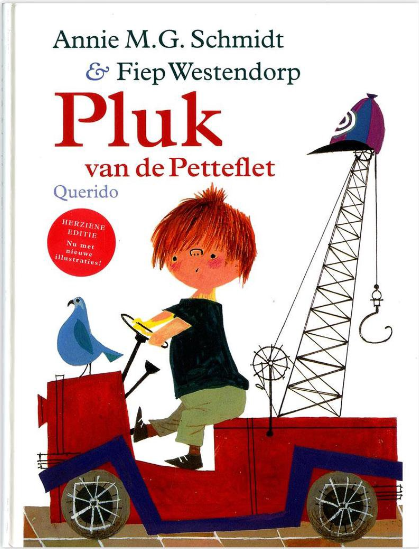 Annie M.G. Schmidt
& Fiep Westendorp
Pluk
van de Petteflet
Querido
HERZIENE
EDITIE
Nu met
nieuwe
illustraties!